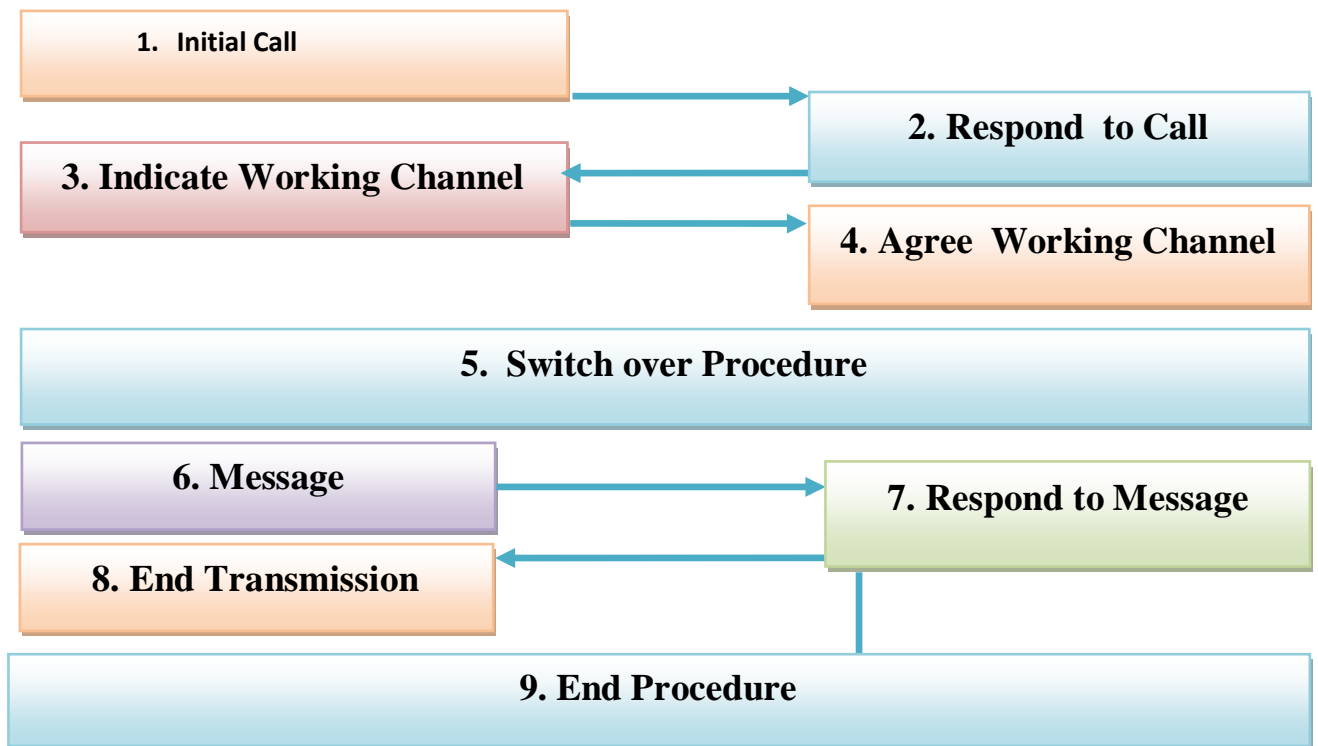 1. Initial Call
2. Respond to Call
3. Indicate Working Channel
4. Agree Working Channel
5. Switch over Procedure
6. Message
7. Respond to Message
8. End Transmission
9. End Procedure